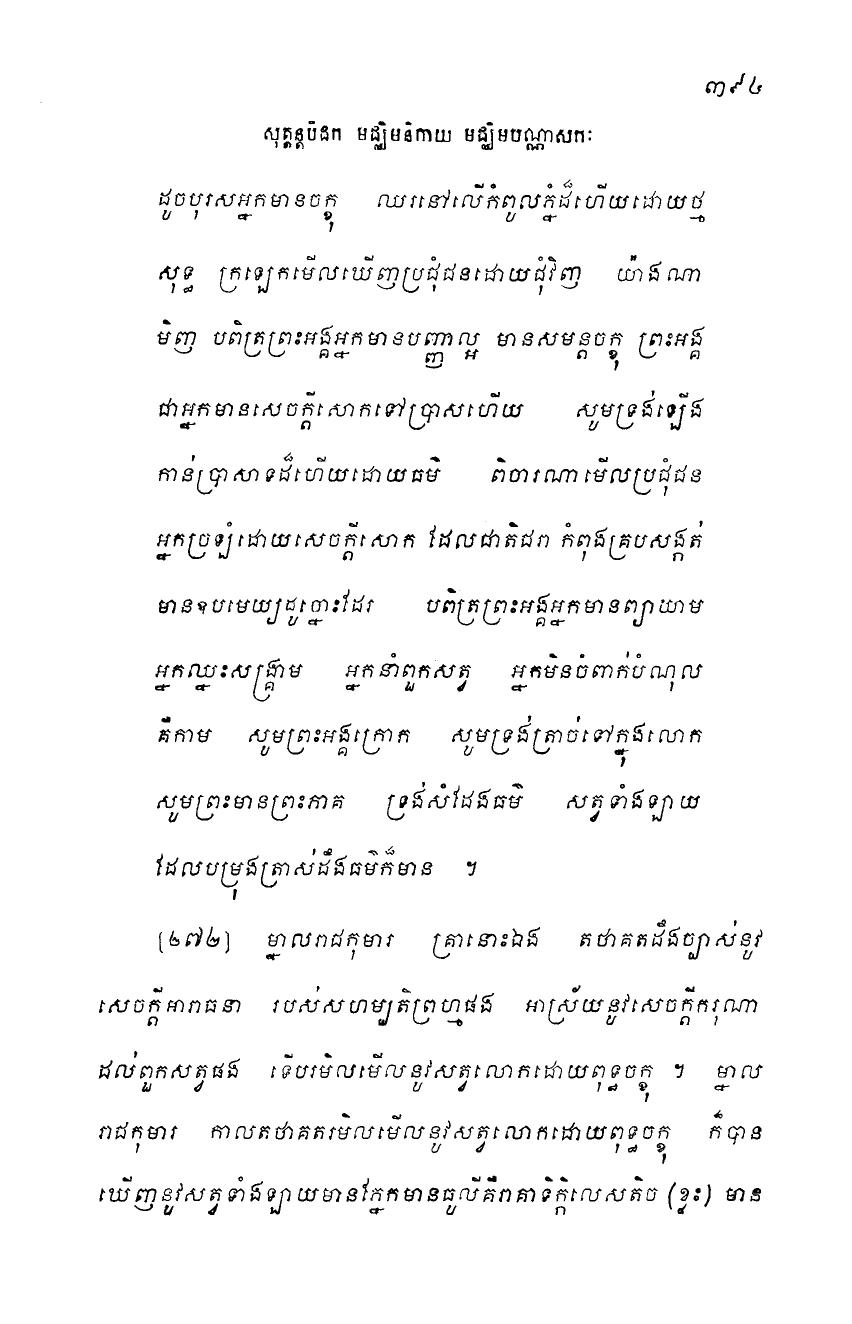 ៣៩៤
សុត្តន្តបិដក មជ្ឈិមនិកាយ មជ្ឈិមបណ្ណាសកៈ
ដូចបុរសអ្នកមានចក្ខុ ឈរនៅលើកំពូលភ្នំដ៏ហើយដោយថ្ម
សុទ្ធ ក្រឡេកមើលឃើញប្រជុំជនដោយជុំវិញ យ៉ាងណា
មិញ បពិត្រព្រះអង្គអ្នកមានបញ្ញាល្អ មានសមន្តចក្ខុ ព្រះអង្គ
ជាអ្នកមានសេចក្តីសោកទៅប្រាសហើយ សូមទ្រង់ឡើង
កាន់ប្រាសាទដ៏ហើយដោយធម៌ ពិចារណាមើលប្រជុំជន
អ្នកច្រឡំដោយសេចក្តីសោក ដែលជាតិជរា កំពុងគ្របសង្កត់
មានឧបមេយ្យដូច្នោះដែរ បពិត្រព្រះអង្គអ្នកមានព្យាយាម
អ្នកឈ្នះសង្គ្រាម អ្នកនាំពួកសត្វ អ្នកមិនចំពាក់បំណុល
គឺកាម សូមព្រះអង្គក្រោក សូមទ្រង់ត្រាច់ទៅក្នុងលោក
សូមព្រះមានព្រះភាគ ទ្រង់សំដែងធម៌ សត្វទាំងឡាយ
ដែលបម្រុងត្រាស់ដឹងធម៌ក៏មាន ។
[២៧២] ម្នាលរាជកុមារ គ្រានោះឯង តថាគតដឹងច្បាស់នូវ
សេចក្តីអារាធនា របស់សហម្បតិព្រហ្មផង អាស្រ័យនូវសេចក្តីករុណា
ដល់ពួកសត្វផង ទើបរមិលមើលនូវសត្វលោកដោយពុទ្ធចក្ខុ ។ ម្នាល
រាជកុមារ កាលតថាគតរមិលមើលនូវសត្វលោកដោយពុទ្ធចក្ខុ ក៏បាន
ឃើញនូវសត្វទាំងឡាយមានភ្នែកមានធូលីគឺរាគាទិក្កិលេសតិច (ខ្លះ) មាន